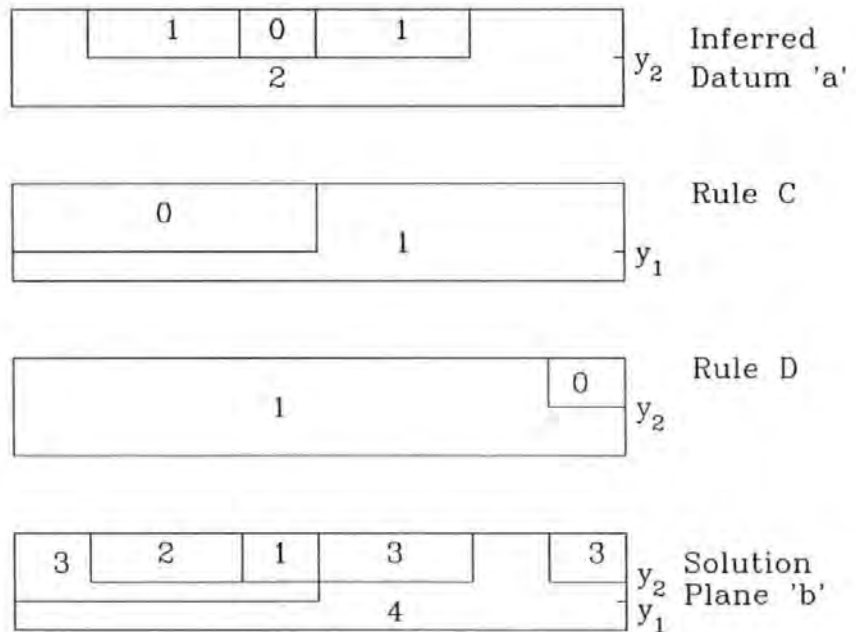 1 0 1
Inferred
2
y₂
Datum 'a'
0
Rule C
1
y₁
Rule D
0
1
y₂
3 2 1 3 3
Solution
y₂
Plane 'b'
4
y₁